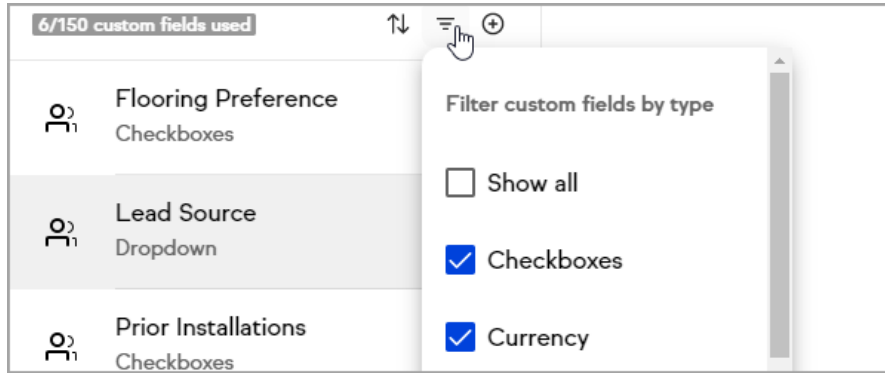 6/150 custom fields used
Flooring Preference
Checkboxes
Lead Source
Dropdown
Prior Installations
Checkboxes
Filter custom fields by type
Show all
Checkboxes
Currency